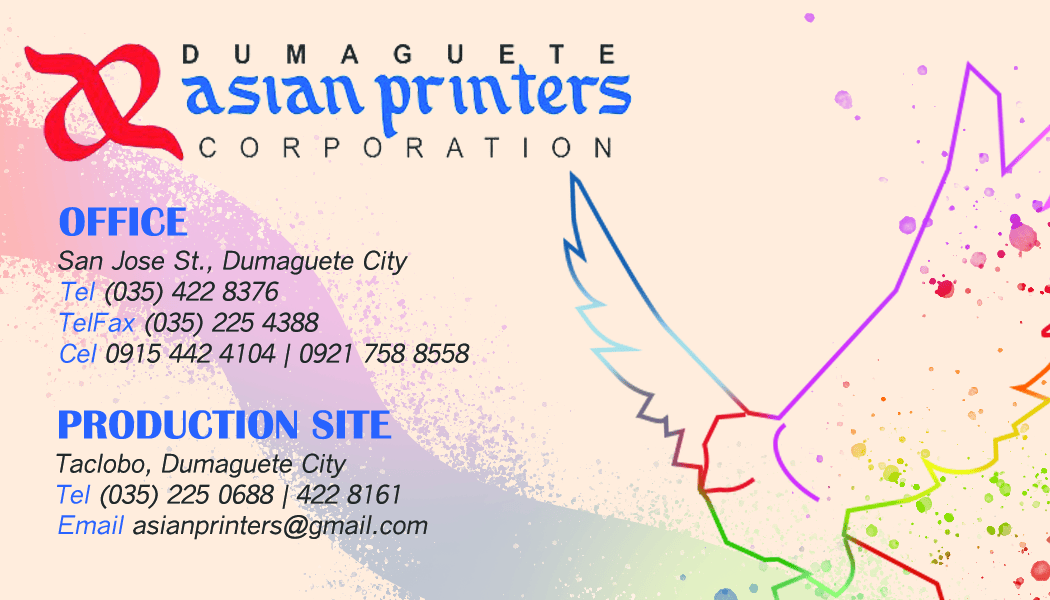 DUMAGUETE
asian printers
CORPORATION
OFFICE
San Jose St., Dumaguete City
Tel (035) 422 8376
TelFax (035) 225 4388
Cel 0915 442 4104 | 0921 758 8558
PRODUCTION SITE
Taclobo, Dumaguete City
Tel (035) 225 0688 | 422 8161
Email asianprinters@gmail.com